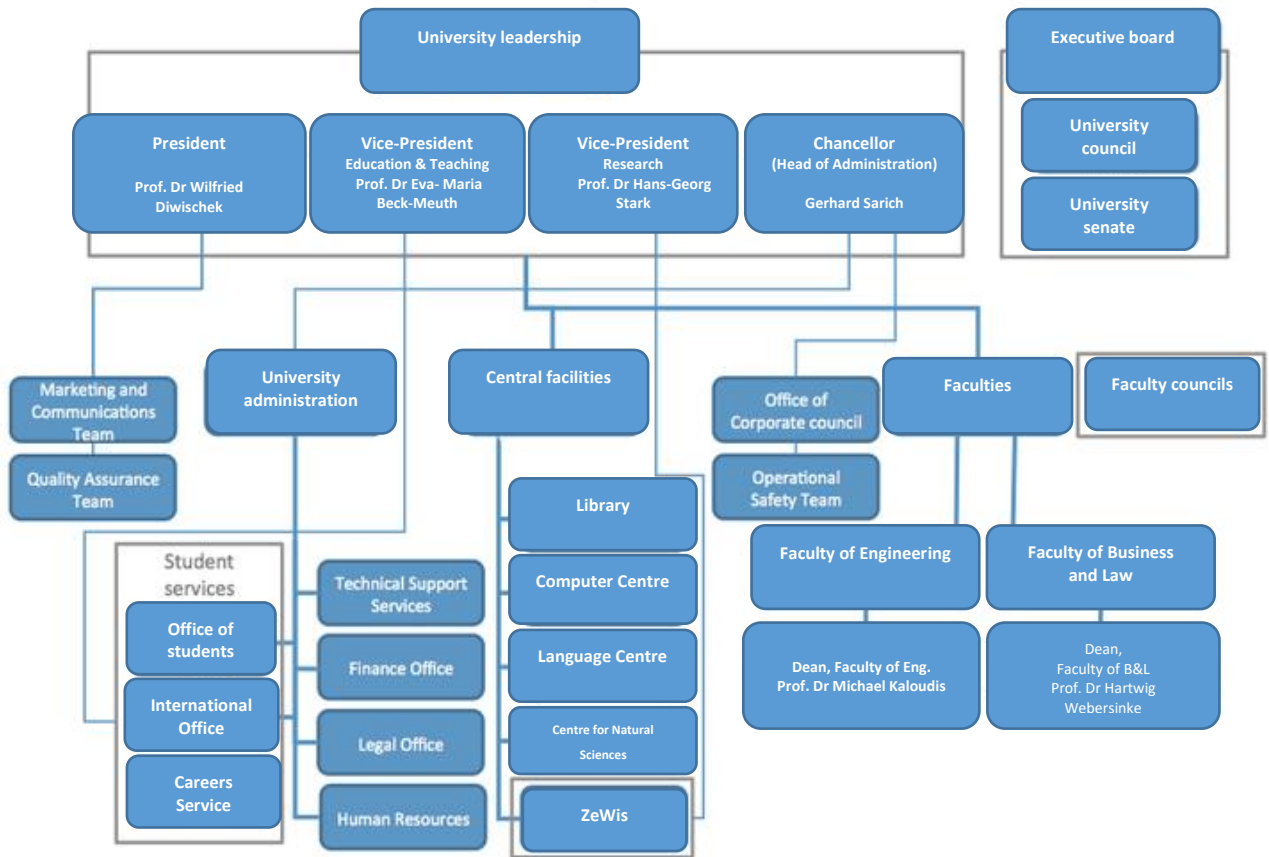 University leadership
Executive board
University
council
University
senate
President
Prof. Dr Wilfried
Diwischek
Vice-President
Education & Teaching
Prof. Dr Eva- Maria
Beck-Meuth
Vice-President
Research
Prof. Dr Hans-Georg
Stark
Chancellor
(Head of Administration)
Gerhard Sarich
Marketing and
Communications
Team
Quality Assurance
Team
University
administration
Central facilities
Office of
Corporate council
Operational
Safety Team
Faculties
Faculty councils
Student
services
Office of
students
International
Office
Careers
Service
Technical Support
Services
Finance Office
Legal Office
Human Resources
Library
Computer Centre
Language Centre
Centre for Natural
Sciences
ZeWis
Faculty of Engineering
Faculty of Business
and Law
Dean, Faculty of Eng.
Prof. Dr Michael Kaloudis
Dean,
Faculty of B&L
Prof. Dr Hartwig
Webersinke